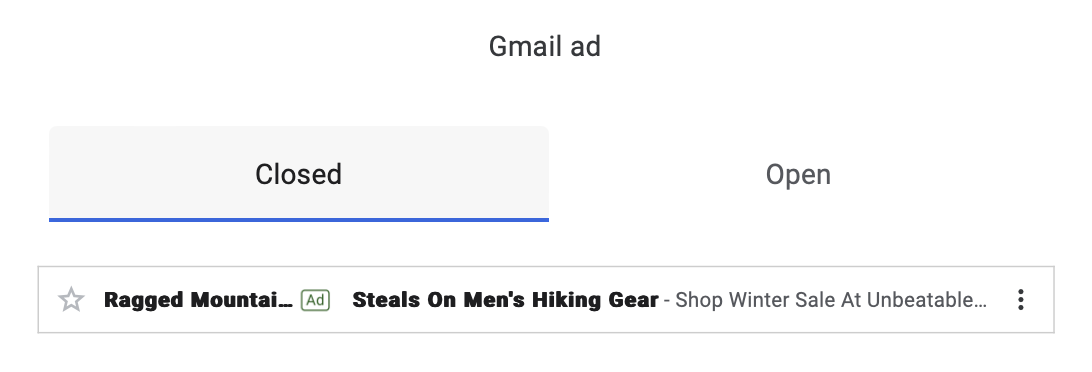 Gmail ad
Closed Open
Ragged Mountai... Ad Steals On Men's Hiking Gear - Shop Winter Sale At Unbeatable...